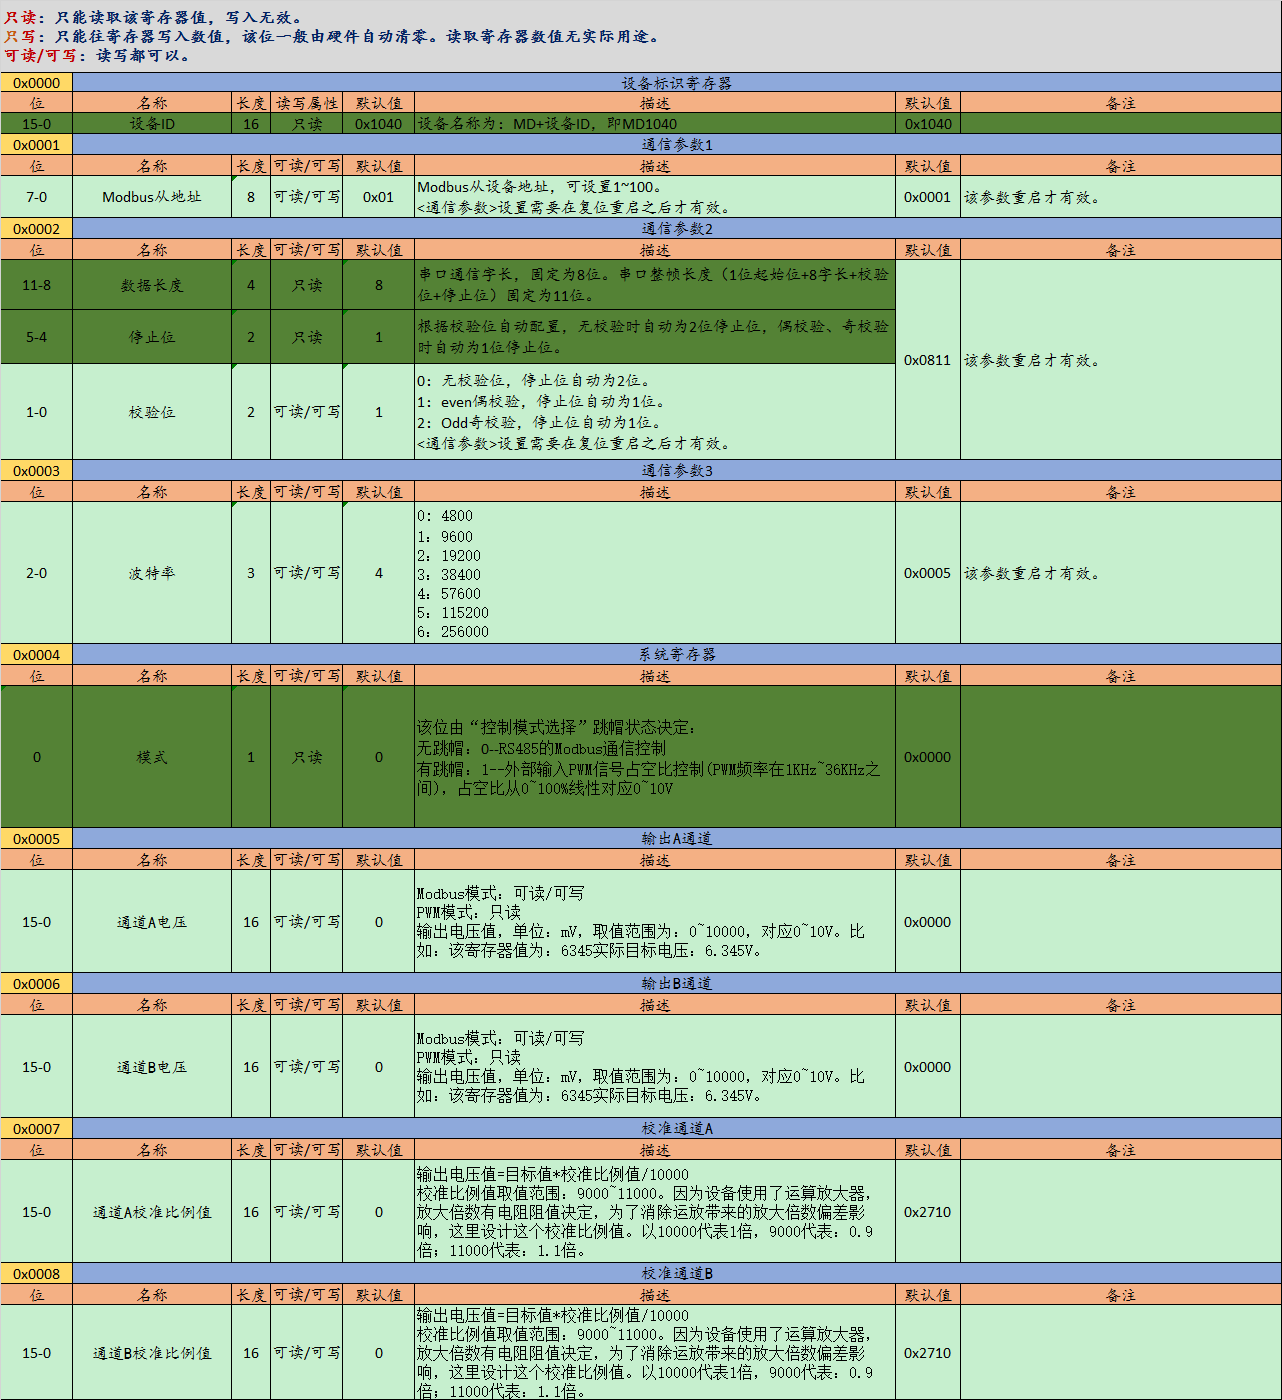 只读：只能读取该寄存器值，写入无效。
只写：只能往寄存器写入数值，该位一般由硬件自动清零。读取寄存器数值无实际用途。
可读/可写：读写都可以。
0x0000 设备标识寄存器
位 名称 长度 读写属性 默认值 描述 默认值 备注
15-0 设备ID 16 只读 0x1040 设备名称为：MD+设备ID，即MD1040 0x1040
0x0001 通信参数1
位 名称 长度 可读/可写 默认值 描述 默认值 备注
7-0 Modbus从地址 8 可读/可写 0x01 Modbus从设备地址，可设置1~100。
<通信参数>设置需要在复位重启之后才有效。 0x0001 该参数重启才有效。
0x0002 通信参数2
位 名称 长度 可读/可写 默认值 描述 默认值 备注
11-8 数据长度 4 只读 8 串口通信字长，固定为8位。串口整帧长度（1位起始位+8字长+校验
位+停止位）固定为11位。
5-4 停止位 2 只读 1 根据校验位自动配置，无校验时自动为2位停止位，偶校验、奇校验
时自动为1位停止位。
0x0811 该参数重启才有效。
1-0 校验位 2 可读/可写 1 0：无校验位，停止位自动为2位。
1：even偶校验，停止位自动为1位。
2：Odd奇校验，停止位自动为1位。
<通信参数>设置需要在复位重启之后才有效。
0x0003 通信参数3
位 名称 长度 可读/可写 默认值 描述 默认值 备注
2-0 波特率 3 可读/可写 4 0：4800
1：9600
2：19200
3：38400
4：57600
5：115200
6：256000
0x0005 该参数重启才有效。
0x0004 系统寄存器
位 名称 长度 可读/可写 默认值 描述 默认值 备注
0 模式 1 只读 0 该位由“控制模式选择”跳帽状态决定：
无跳帽：0--RS485的Modbus通信控制
有跳帽：1--外部输入PWM信号占空比控制(PWM频率在1KHz~36KHz之
间)，占空比从0~100%线性对应0~10V
0x0000
0x0005 输出A通道
位 名称 长度 可读/可写 默认值 描述 默认值 备注
15-0 通道A电压 16 可读/可写 0 Modbus模式：可读/可写
PWM模式：只读
输出电压值，单位：mV，取值范围为：0~10000，对应0~10V。比
如：该寄存器值为：6345实际目标电压：6.345V。
0x0000
0x0006 输出B通道
位 名称 长度 可读/可写 默认值 描述 默认值 备注
15-0 通道B电压 16 可读/可写 0 Modbus模式：可读/可写
PWM模式：只读
输出电压值，单位：mV，取值范围为：0~10000，对应0~10V。比
如：该寄存器值为：6345实际目标电压：6.345V。
0x0000
0x0007 校准通道A
位 名称 长度 可读/可写 默认值 描述 默认值 备注
15-0 通道A校准比例值 16 可读/可写 0 输出电压值=目标值*校准比例值/10000
校准比例值取值范围：9000~11000。因为设备使用了运算放大器，
放大倍数有电阻阻值决定，为了消除运放带来的放大倍数偏差影
响，这里设计这个校准比例值。以10000代表1倍，9000代表：0.9
倍；11000代表：1.1倍。
0x2710
0x0008 校准通道B
位 名称 长度 可读/可写 默认值 描述 默认值 备注
15-0 通道B校准比例值 16 可读/可写 0 输出电压值=目标值*校准比例值/10000
校准比例值取值范围：9000~11000。因为设备使用了运算放大器，
放大倍数有电阻阻值决定，为了消除运放带来的放大倍数偏差影
响，这里设计这个校准比例值。以10000代表1倍，9000代表：0.9
倍；11000代表：1.1倍。
0x2710